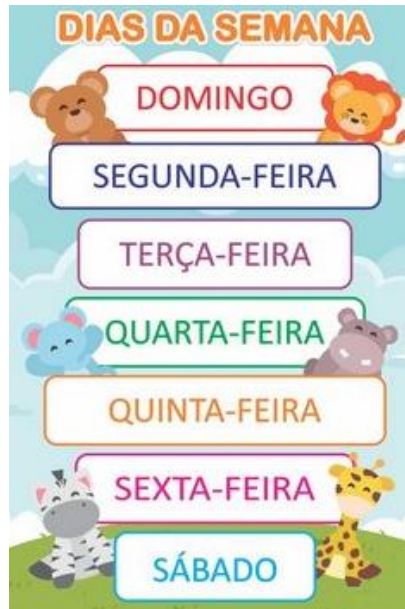 DIAS DA SEMANA
DOMINGO
SEGUNDA-FEIRA
TERÇA-FEIRA
QUARTA-FEIRA
QUINTA-FEIRA
SEXTA-FEIRA
SÁBADO